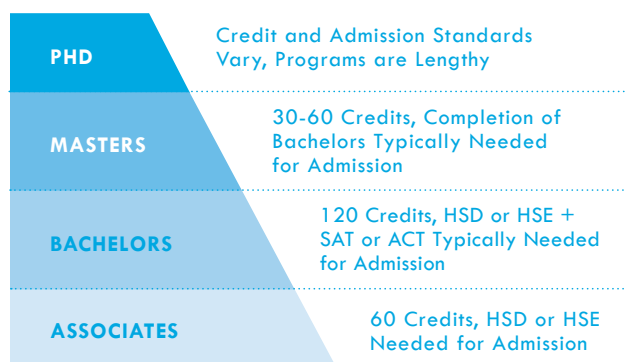 PHD
Credit and Admission Standards
Vary, Programs are Lengthy
MASTERS
30-60 Credits, Completion of
Bachelors Typically Needed
for Admission
BACHELORS
120 Credits, HSD or HSE +
SAT or ACT Typically Needed
for Admission
ASSOCIATES
60 Credits, HSD or HSE
Needed for Admission